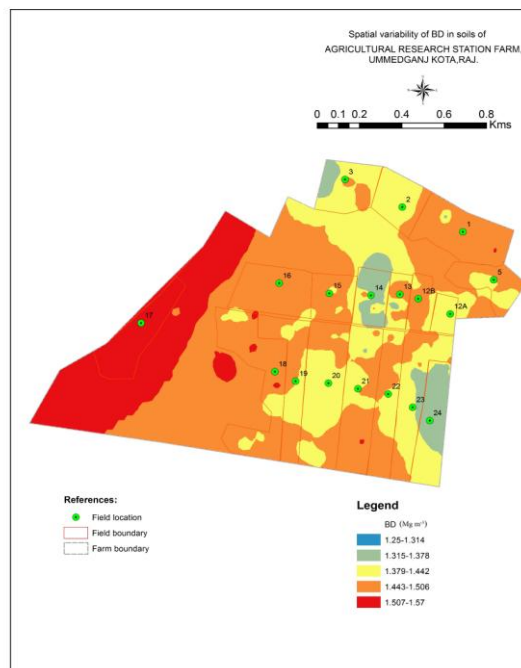 Spatial variability of BD in soils of
AGRICULTURAL RESEARCH STATION FARM,
UMMEDGANJ KOTA,RAJ.
0 0.1 0.2 0.4 0.6 0.8
Kms
3
2
1
5
16
15
14
13
12B
12A
17
18
19
20
21
22
23
24
References:
Field location
Field boundary
Farm boundary
Legend
BD (Mg m-3)
1.25-1.314
1.315-1.378
1.379-1.442
1.443-1.506
1.507-1.57